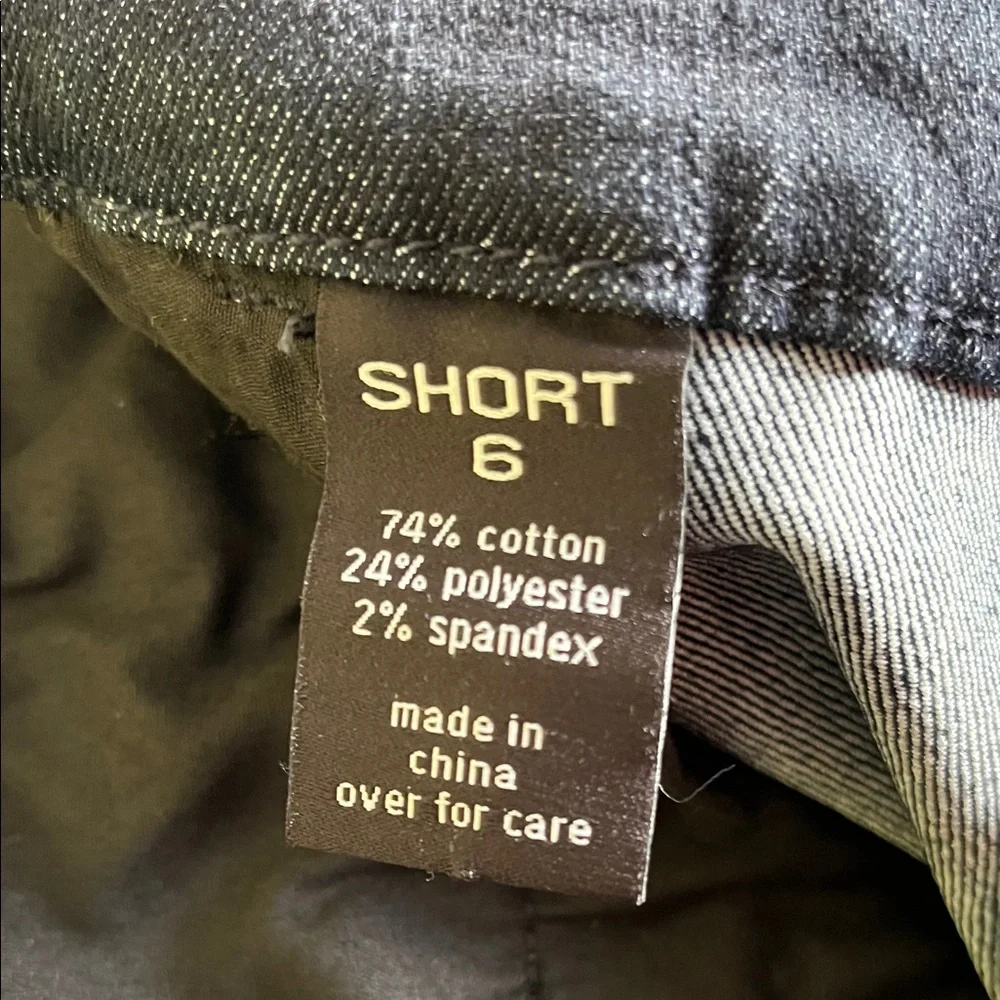 SHORT
6
74% cotton
24% polyester
2% spandex
made in
china
over for care